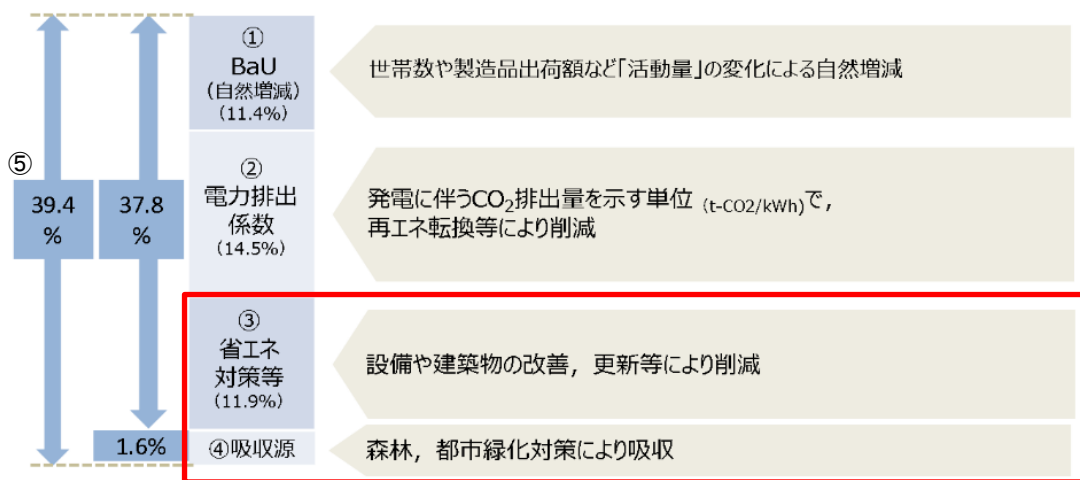 ①
BaU
(自然増減)
(11.4%)
世帯数や製造品出荷額など「活動量」の変化による自然増減
⑤
39.4
%
37.8
%
②
電力排出
係数
(14.5%)
発電に伴うCO₂排出量を示す単位 (t-CO2/kWh)で，
再エネ転換等により削減
③
省エネ
対策等
(11.9%)
設備や建築物の改善，更新等により削減
1.6%
④吸収源
森林，都市緑化対策により吸収